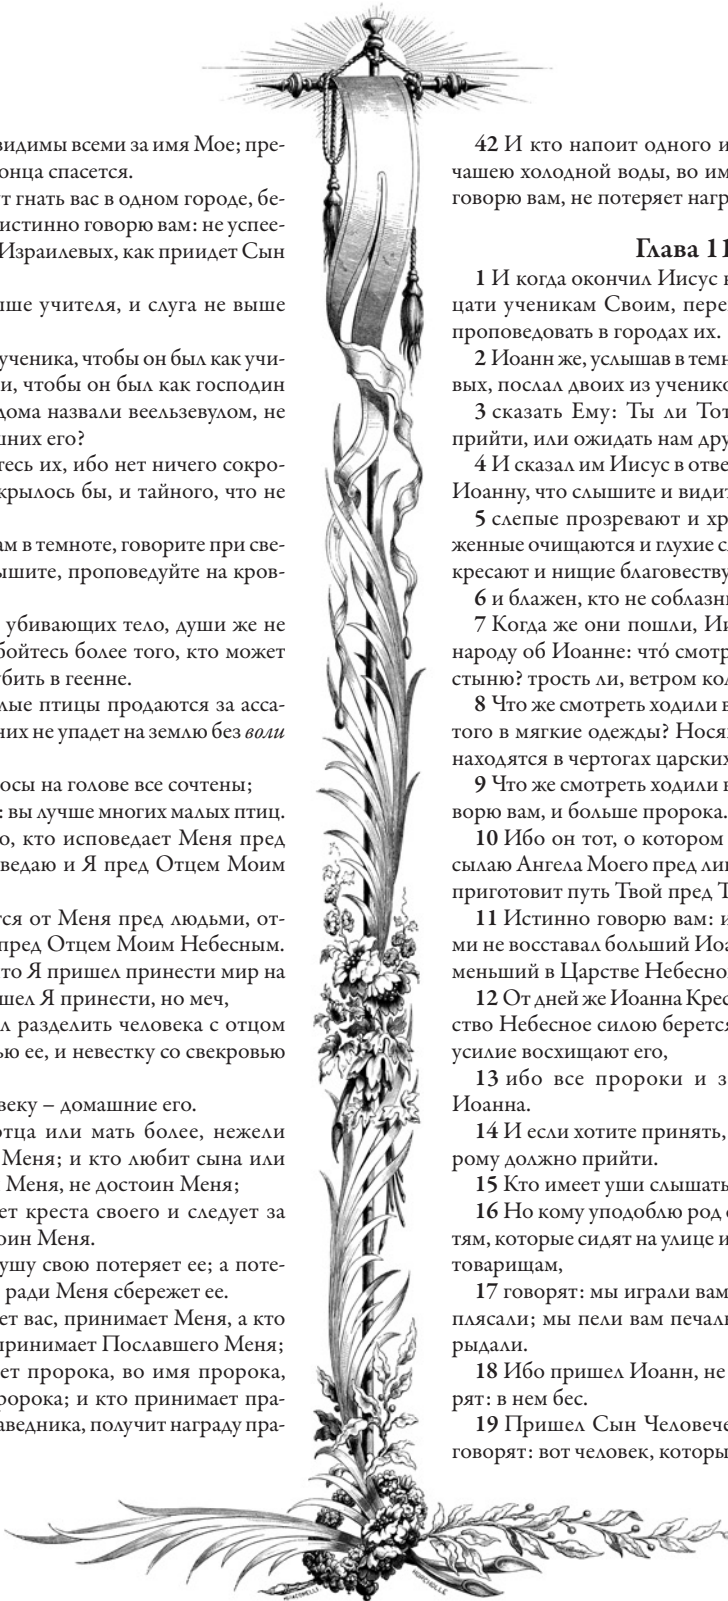 видимы всеми за имя Мое; пре-
онца спасется.
т гнать вас в одном городе, бе-
истинно говорю вам: не успее-
Израилевых, как приидет Сын
ше учителя, и слуга не выше
ученика, чтобы он был как учи-
и, чтобы он был как господин
дома назвали веельзевулом, не
шних его?
тесь их, ибо нет ничего сокро-
крылось бы, и тайного, что не
ам в темноте, говорите при све-
ышите, проповедуйте на кров-
убивающих тело, души же не
бойтесь более того, кто может
бить в геенне.
лые птицы продаются за асса-
них не упадет на землю без воли
осы на голове все сочтены;
: вы лучше многих малых птиц.
о, кто исповедает Меня пред
ведаю и Я пред Отцем Моим
тся от Меня пред людьми, от-
пред Отцем Моим Небесным.
то Я пришел принести мир на
шел Я принести, но меч,
л разделить человека с отцом
ью ее, и невестку со свекровью
веку – домашние его.
отца или мать более, нежели
Меня; и кто любит сына или
Меня, не достоин Меня;
ет креста своего и следует за
оин Меня.
ушу свою потеряет ее; а поте-
ради Меня сбережет ее.
ет вас, принимает Меня, а кто
принимает Пославшего Меня;
ет пророка, во имя пророка,
ророка; и кто принимает пра-
аведника, получит награду пра-
42 И кто напоит одного и
чашею холодной воды, во им
говорю вам, не потеряет нагр
Глава 11
1 И когда окончил Иисус н
цати ученикам Своим, пере
проповедовать в городах их.
2 Иоанн же, услышав в темн
вых, послал двоих из ученико
3 сказать Ему: Ты ли Тот
прийти, или ожидать нам дру
4 И сказал им Иисус в отве
Иоанну, что слышите и видит
5 слепые прозревают и хр
женные очищаются и глухие с
кресают и нищие благовеству
6 и блажен, кто не соблазн
7 Когда же они пошли, Ии
народу об Иоанне: что́ смотр
стыню? трость ли, ветром кол
8 Что же смотреть ходили в
того в мягкие одежды? Нося
находятся в чертогах царских
9 Что же смотреть ходили в
ворю вам, и больше пророка.
10 Ибо он тот, о котором
сылаю Ангела Моего пред ли
приготовит путь Твой пред Т
11 Истинно говорю вам: и
ми не восставал больший Иоа
меньший в Царстве Небесно
12 От дней же Иоанна Крес
ство Небесное силою берется
усилие восхищают его,
13 ибо все пророки и з
Иоанна.
14 И если хотите принять,
рому должно прийти.
15 Кто имеет уши слышать
16 Но кому уподоблю род с
тям, которые сидят на улице и
товарищам,
17 говорят: мы играли вам
плясали; мы пели вам печаль
рыдали.
18 Ибо пришел Иоанн, не
рят: в нем бес.
19 Пришел Сын Человече
говорят: вот человек, которы